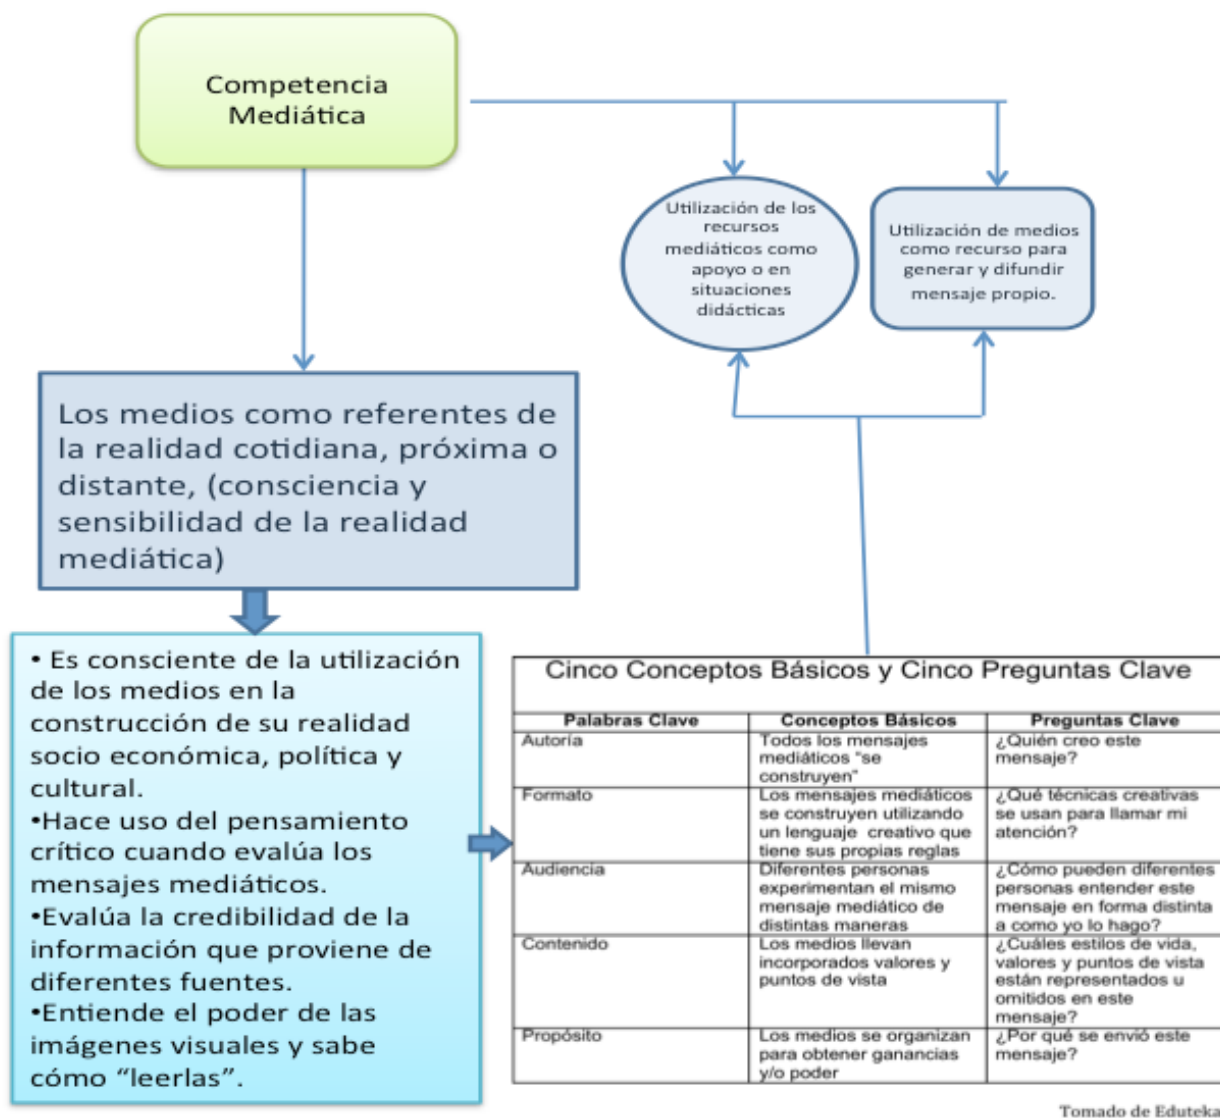 Competencia
Mediática
Utilización de los
recursos
mediáticos como
apoyo o en
situaciones
didácticas
Utilización de medios
como recurso para
generar y difundir
mensaje propio.
Los medios como referentes de
la realidad cotidiana, próxima o
distante, (consciencia y
sensibilidad de la realidad
mediática)
• Es consciente de la utilización
de los medios en la
construcción de su realidad
socio económica, política y
cultural.
•Hace uso del pensamiento
crítico cuando evalúa los
mensajes mediáticos.
•Evalúa la credibilidad de la
información que proviene de
diferentes fuentes.
•Entiende el poder de las
imágenes visuales y sabe
cómo “leerlas”.
Cinco Conceptos Básicos y Cinco Preguntas Clave
Palabras Clave
Conceptos Básicos
Preguntas Clave
Autoría
Todos los mensajes
mediáticos “se
construyen”
¿Quién creo este
mensaje?
Formato
Los mensajes mediáticos
se construyen utilizando
un lenguaje creativo que
tiene sus propias reglas
¿Qué técnicas creativas
se usan para llamar mi
atención?
Audiencia
Diferentes personas
experimentan el mismo
mensaje mediático de
distintas maneras
¿Cómo pueden diferentes
personas entender este
mensaje en forma distinta
a como yo lo hago?
Contenido
Los medios llevan
incorporados valores y
puntos de vista
¿Cuáles estilos de vida,
valores y puntos de vista
están representados u
omitidos en este
mensaje?
Propósito
Los medios se organizan
para obtener ganancias
y/o poder
¿Por qué se envió este
mensaje?
Tomado de Eduteka